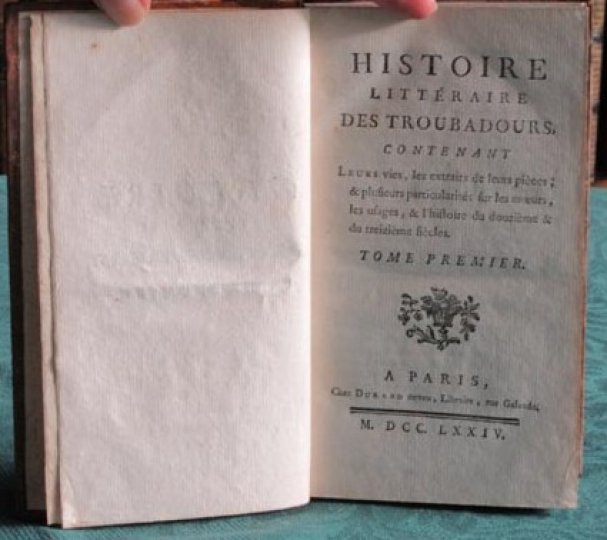 HISTOIRE
LITTÉRAIRE
DES TROUBADOURS,
CONTENANT
LEURS vies, les extraits de leurs pièces;
& plusieurs particularités sur les mœurs,
les usages, & l'histoire du douzième &
du treizième siècles.
TOME PREMIER.
A PARIS,
Chez DURAND neveu, Libraire, rue Galande.
M. DCC. LXXIV.